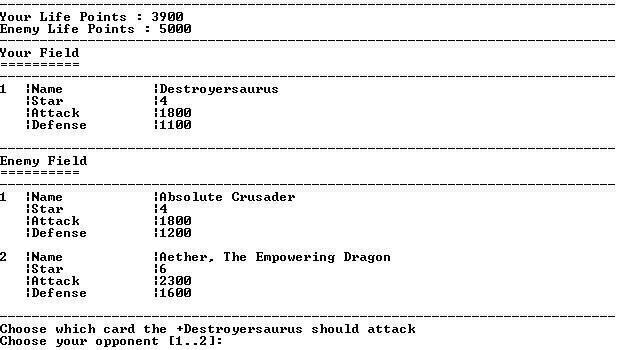 Your Life Points : 3900
Enemy Life Points : 5000
Your Field
==========
1 |Name |Destroyersaurus
|Star |4
|Attack |1800
|Defense |1100
Enemy Field
==========
1 |Name |Absolute Crusader
|Star |4
|Attack |1800
|Defense |1200
2 |Name |Aether, The Empowering Dragon
|Star |6
|Attack |2300
|Defense |1600
Choose which card the +Destroyersaurus should attack
Choose your opponent [1..2]: